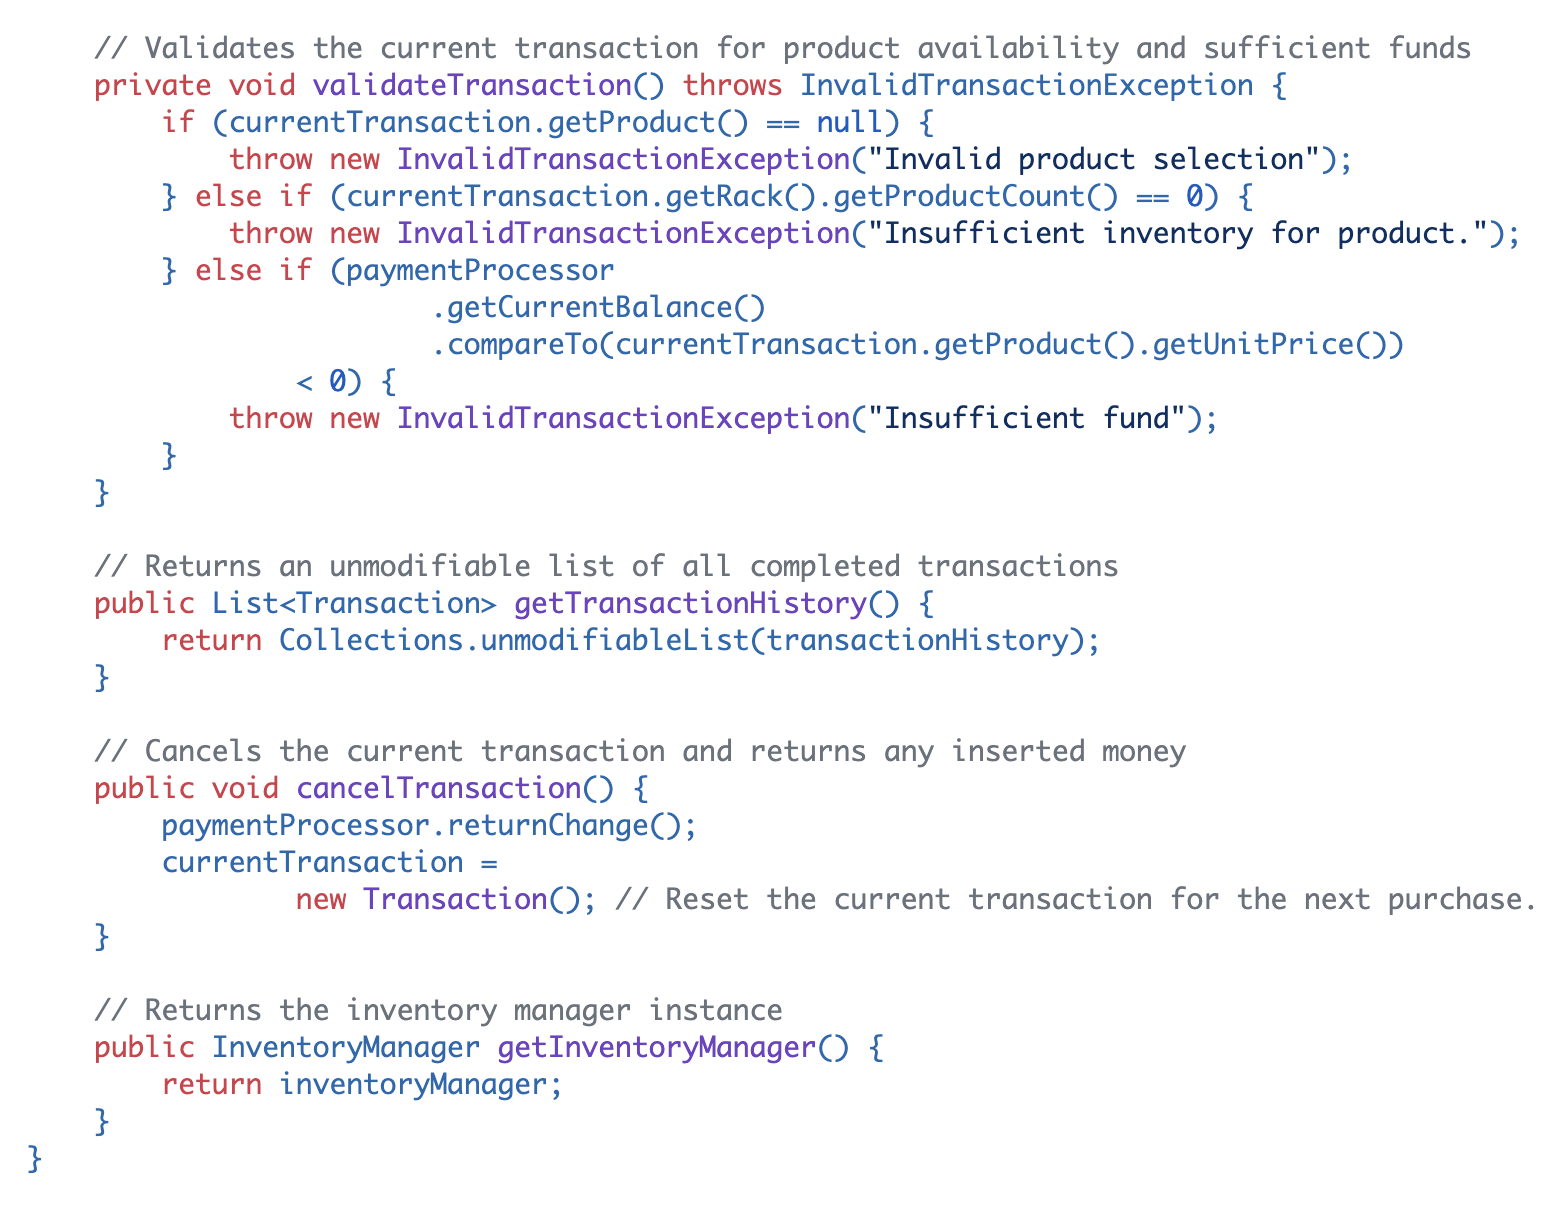 // Validates the current transaction for product availability and sufficient funds
private void validateTransaction() throws InvalidTransactionException {
if (currentTransaction.getProduct() == null) {
throw new InvalidTransactionException("Invalid product selection");
} else if (currentTransaction.getRack().getProductCount() == 0) {
throw new InvalidTransactionException("Insufficient inventory for product.");
} else if (paymentProcessor
.getCurrentBalance()
.compareTo(currentTransaction.getProduct().getUnitPrice())
< 0) {
throw new InvalidTransactionException("Insufficient fund");
}
}
// Returns an unmodifiable list of all completed transactions
public List<Transaction> getTransactionHistory() {
return Collections.unmodifiableList(transactionHistory);
}
// Cancels the current transaction and returns any inserted money
public void cancelTransaction() {
paymentProcessor.returnChange();
currentTransaction =
new Transaction(); // Reset the current transaction for the next purchase.
}
// Returns the inventory manager instance
public InventoryManager getInventoryManager() {
return inventoryManager;
}
}